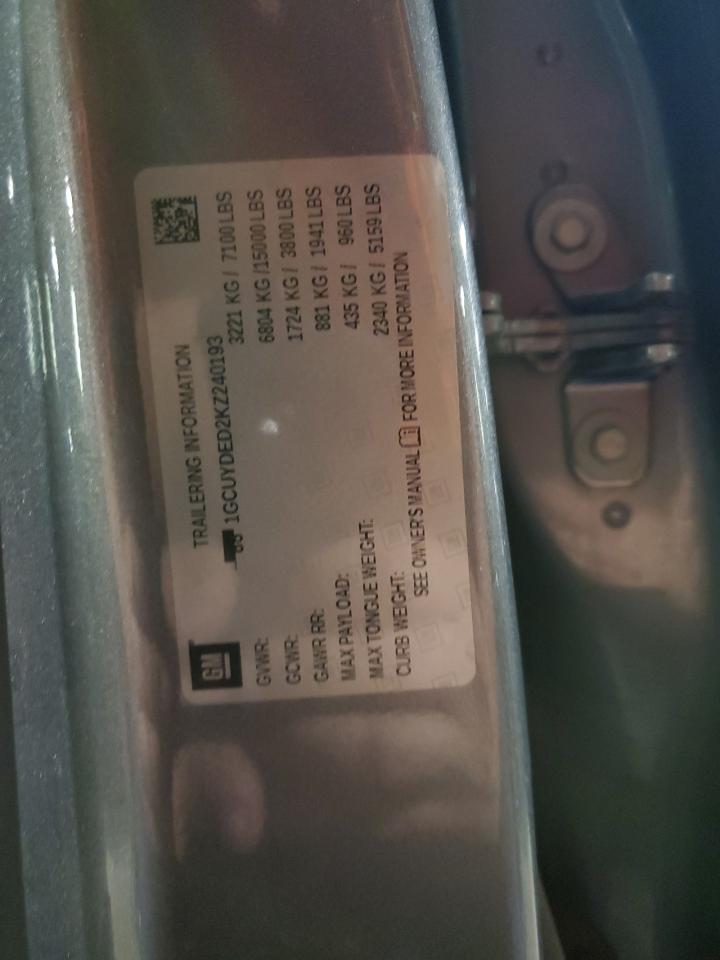 GM
TRAILERING INFORMATION
1GCUYDED2KZ240193
GVWR: 3221 KG / 7100 LBS
GCWR: 6804 KG / 15000 LBS
GAWR RR: 1724 KG / 3800 LBS
MAX PAYLOAD: 881 KG / 1941 LBS
MAX TONGUE WEIGHT: 435 KG / 960 LBS
CURB WEIGHT: 2340 KG / 5159 LBS
SEE OWNER'S MANUAL FOR MORE INFORMATION